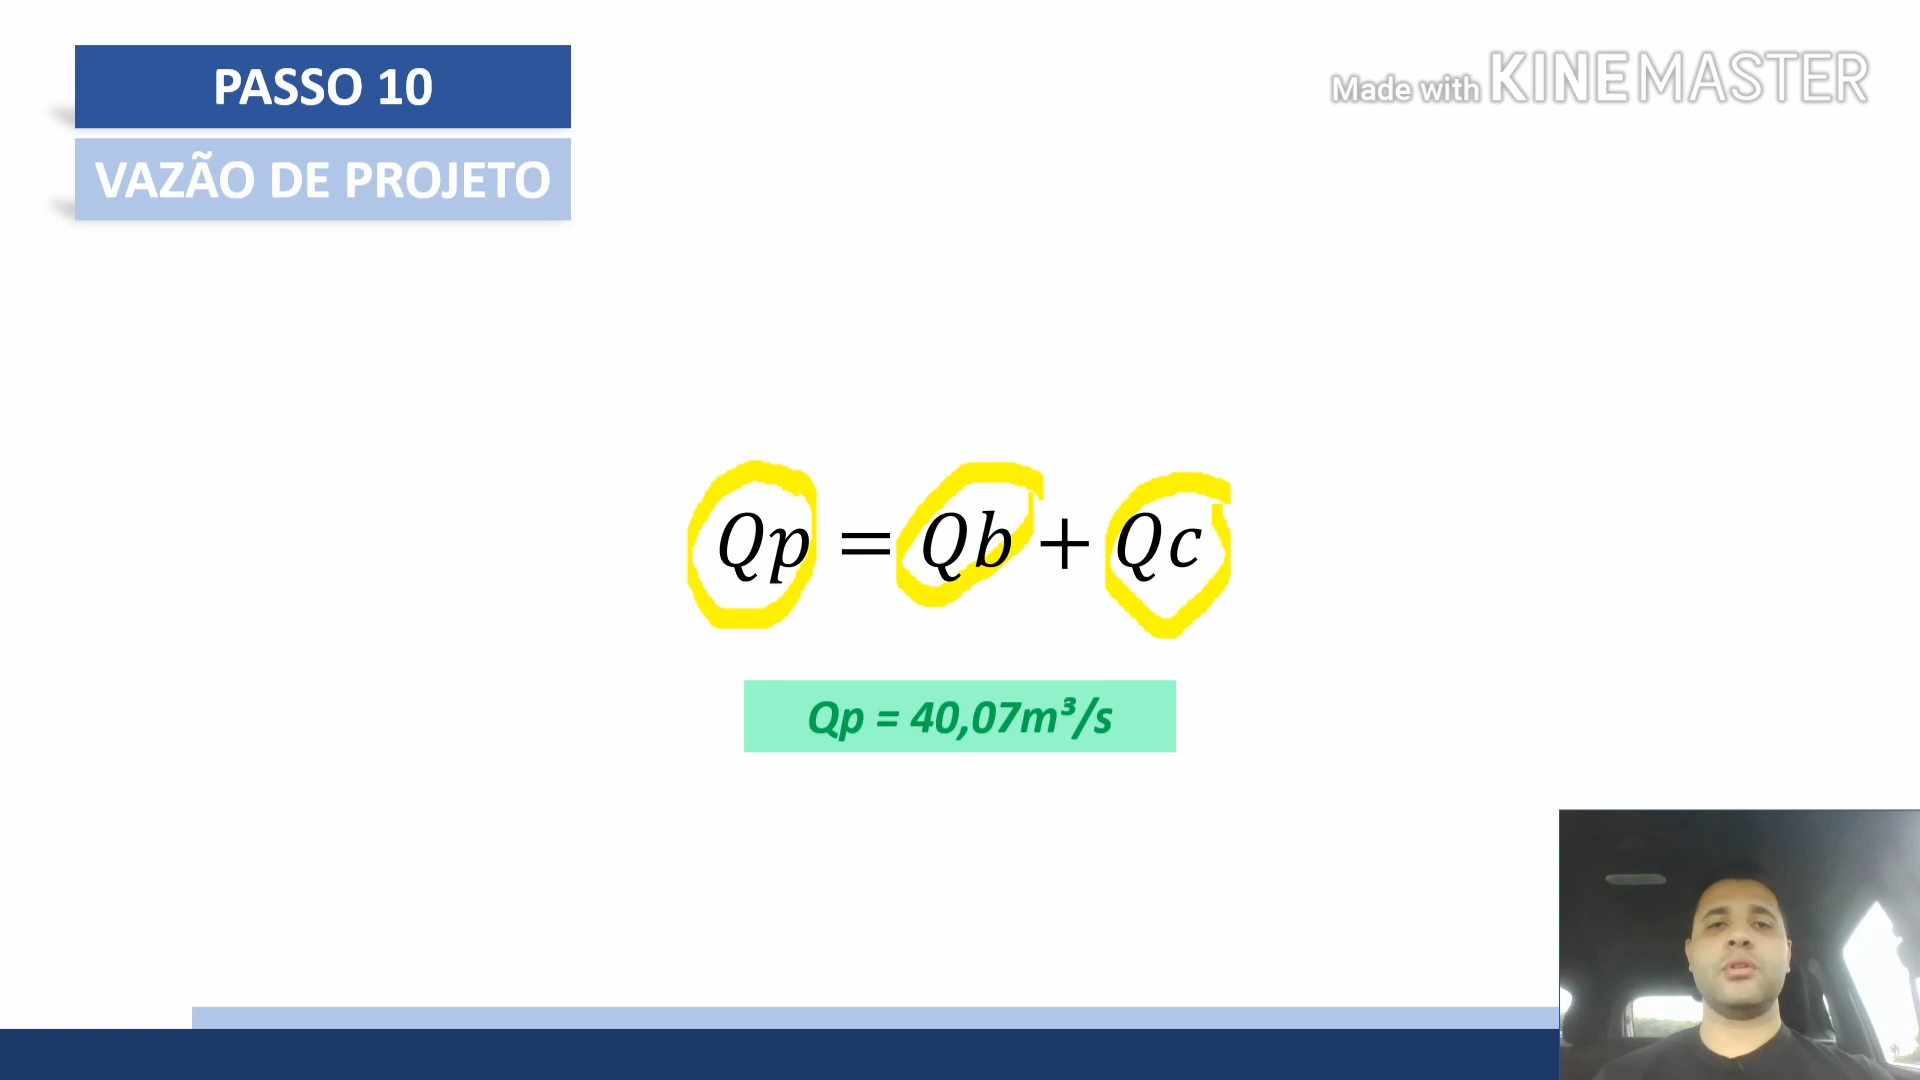 PASSO 10
Made with KINEMASTER
VAZÃO DE PROJETO
Qp = Qb + Qc
Qp = 40,07m³/s